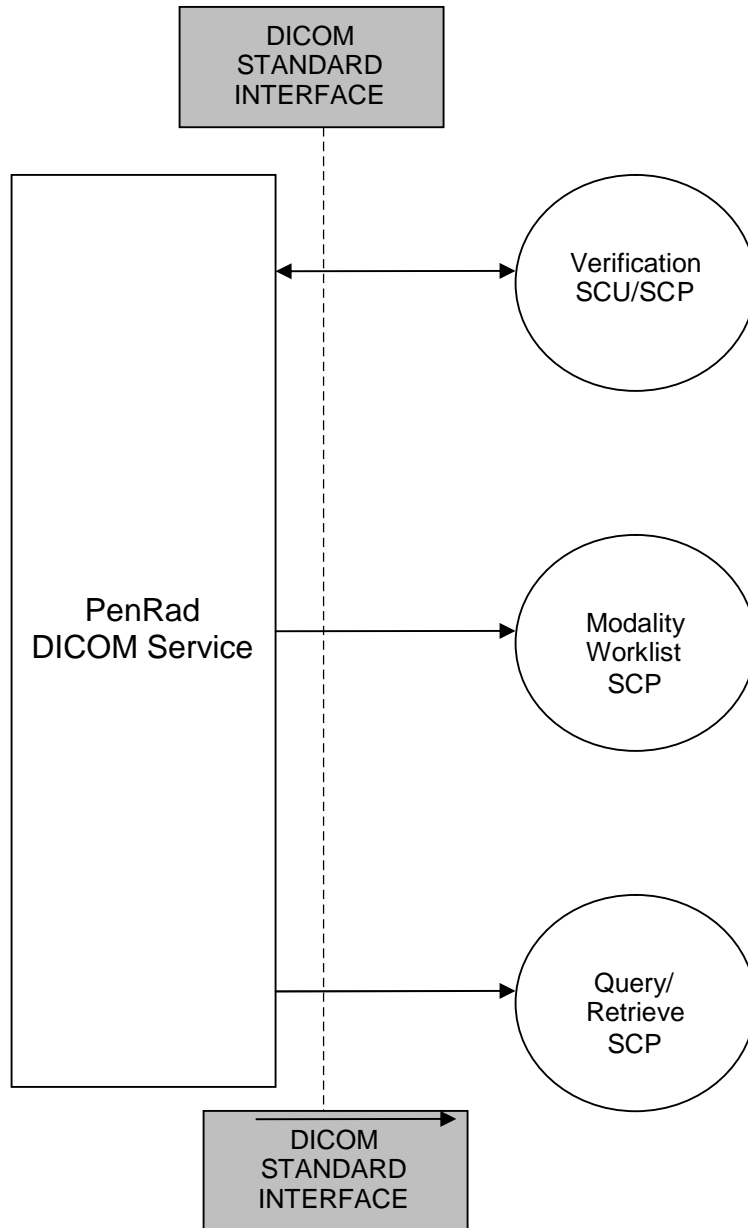 DICOM
STANDARD
INTERFACE
Verification
SCU/SCP
PenRad
DICOM Service
Modality
Worklist
SCP
Query/
Retrieve
SCP
DICOM
STANDARD
INTERFACE